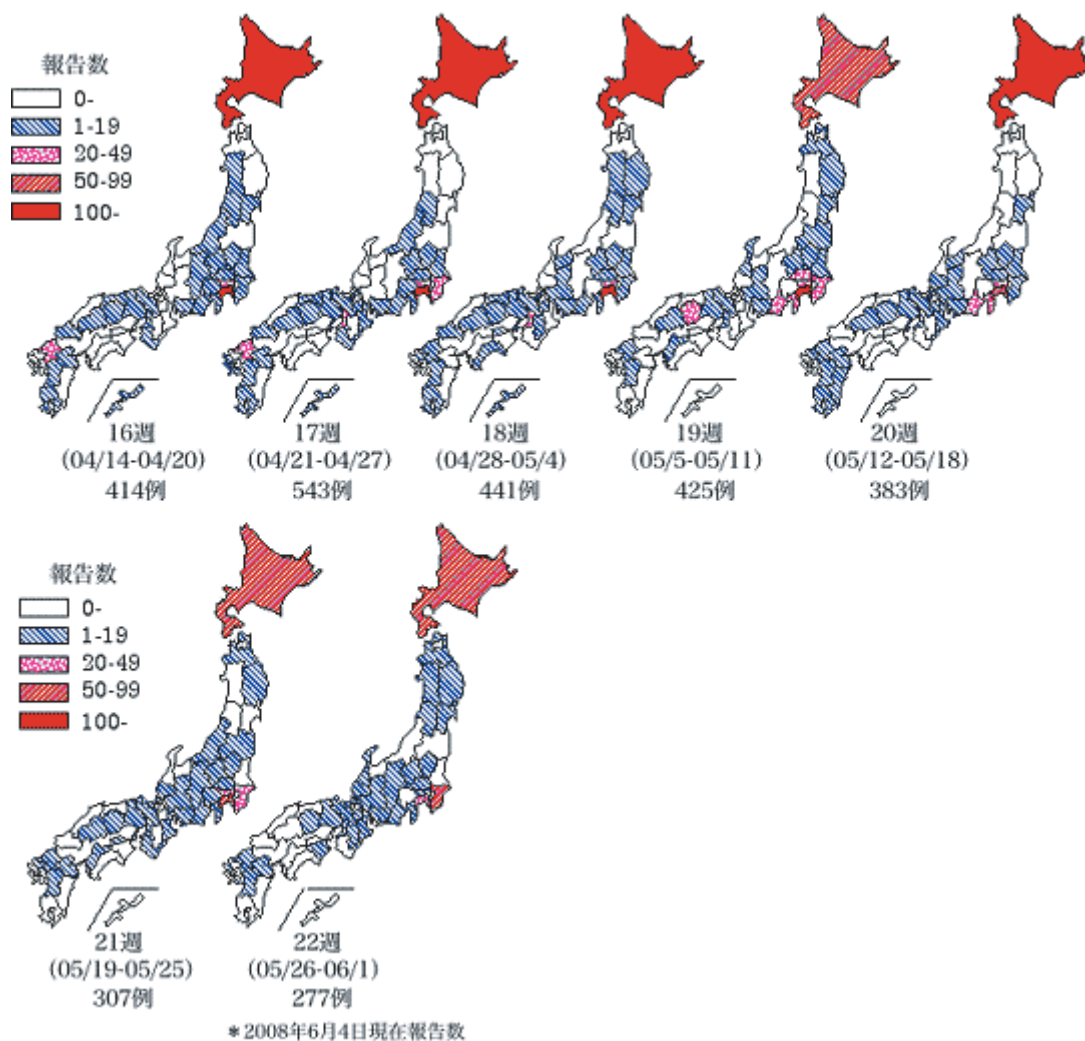 報告数
0-
1-19
20-49
50-99
100-
16週
(04/14-04/20)
414例
17週
(04/21-04/27)
543例
18週
(04/28-05/4)
441例
19週
(05/5-05/11)
425例
20週
(05/12-05/18)
383例
報告数
0-
1-19
20-49
50-99
100-
21週
(05/19-05/25)
307例
22週
(05/26-06/1)
277例
*2008年6月4日現在報告数